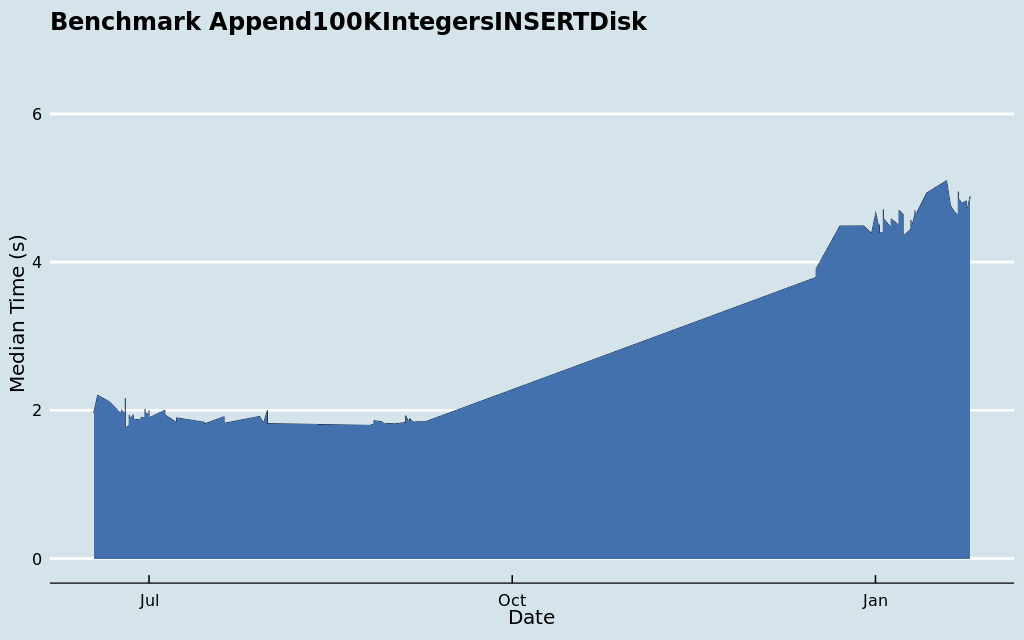 Benchmark Append100KIntegersINSERTDisk
6
4
2
0
Median Time (s)
Jul
Oct
Jan
Date